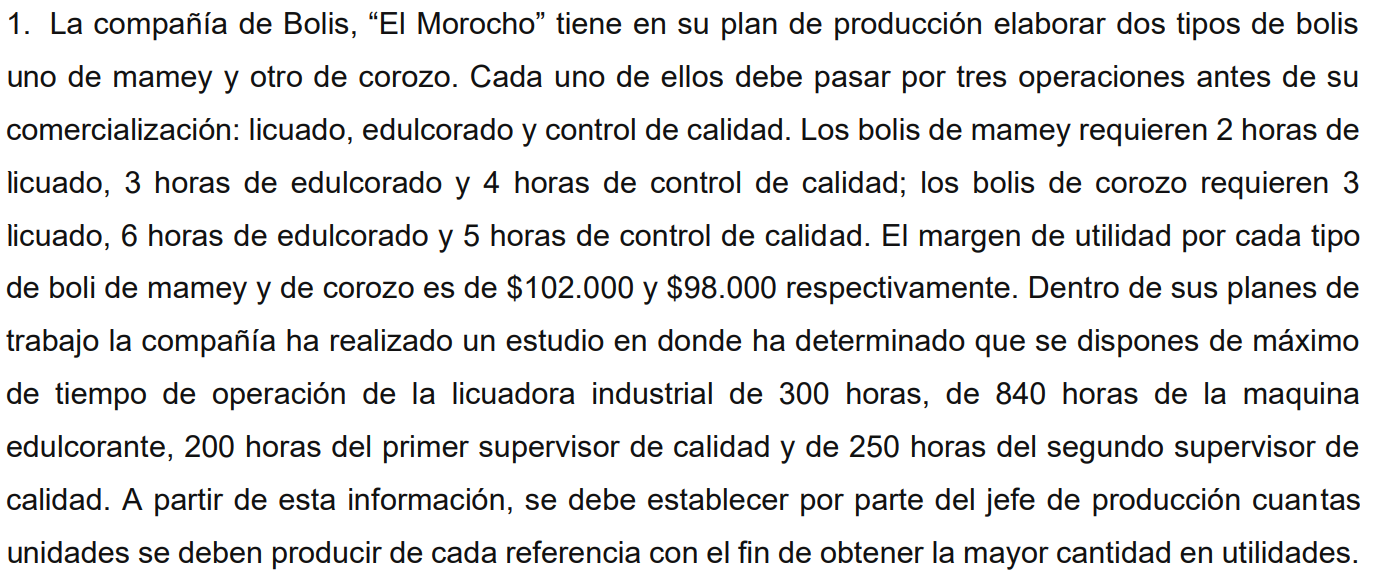 1. La compañía de Bolis, “El Morocho” tiene en su plan de producción elaborar dos tipos de bolis
uno de mamey y otro de corozo. Cada uno de ellos debe pasar por tres operaciones antes de su
comercialización: licuado, edulcorado y control de calidad. Los bolis de mamey requieren 2 horas de
licuado, 3 horas de edulcorado y 4 horas de control de calidad; los bolis de corozo requieren 3
licuado, 6 horas de edulcorado y 5 horas de control de calidad. El margen de utilidad por cada tipo
de boli de mamey y de corozo es de $102.000 y $98.000 respectivamente. Dentro de sus planes de
trabajo la compañía ha realizado un estudio en donde ha determinado que se dispones de máximo
de tiempo de operación de la licuadora industrial de 300 horas, de 840 horas de la maquina
edulcorante, 200 horas del primer supervisor de calidad y de 250 horas del segundo supervisor de
calidad. A partir de esta información, se debe establecer por parte del jefe de producción cuantas
unidades se deben producir de cada referencia con el fin de obtener la mayor cantidad en utilidades.